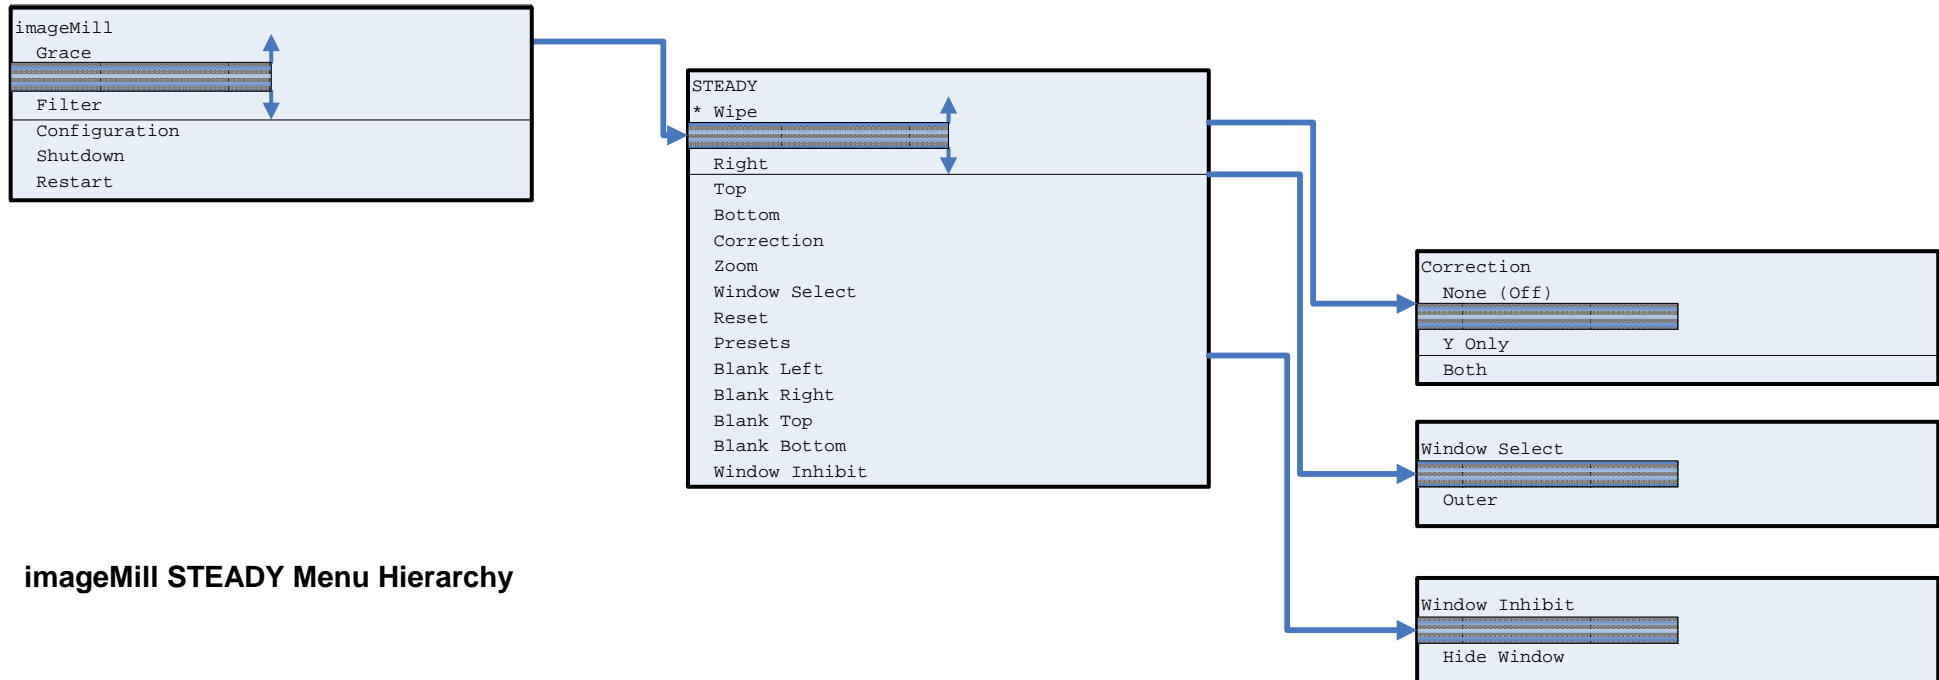 imageMill
Grace
Filter
Configuration
Shutdown
Restart
STEADY
* Wipe
Right
Top
Bottom
Correction
Zoom
Window Select
Reset
Presets
Blank Left
Blank Right
Blank Top
Blank Bottom
Window Inhibit
Correction
None (Off)
Y Only
Both
Window Select
Outer
Window Inhibit
Hide Window
imageMill STEADY Menu Hierarchy